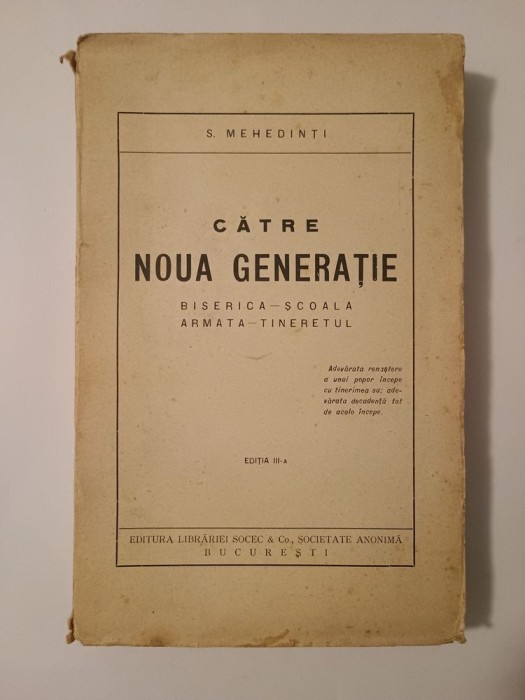 S. MEHEDINȚI
CĂTRE
NOUA GENERAȚIE
BISERICA — ȘCOALA
ARMATA — TINERETUL
Adevărata renaștere
a unui popor începe
cu tinerimea sa; ade-
vărata decadență tot
de acolo începe.
EDIȚIA III-A
EDITURA LIBRĂRIEI SOCEC & Co., SOCIETATE ANONIMĂ
BUCUREȘTI